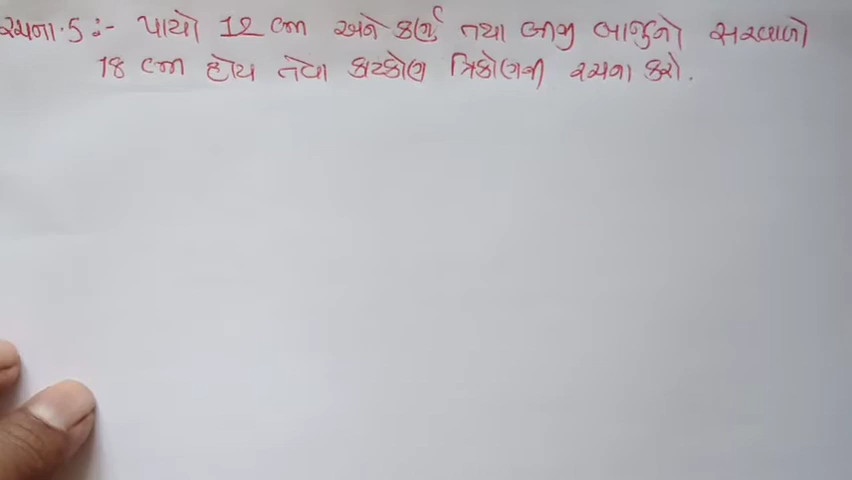 રચના.5 :- પાયો 12 cm અને કર્ણ તથા બીજી બાજુનો સરવાળો
18 cm હોય તેવા કાટકોણ ત્રિકોણની રચના કરો.